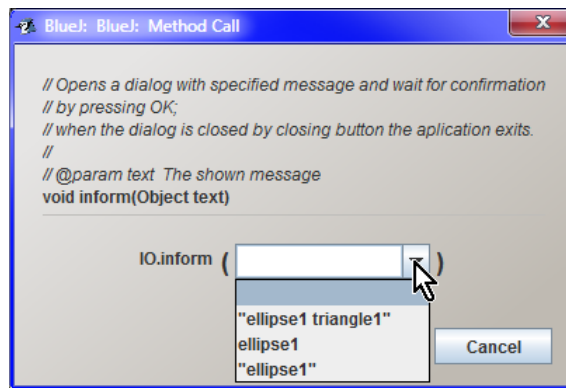 BlueJ: BlueJ: Method Call
// Opens a dialog with specified message and wait for confirmation
// by pressing OK;
// when the dialog is closed by closing button the aplication exits.
//
// @param text  The shown message
void inform(Object text)
IO.inform ( )
"ellipse1 triangle1"
ellipse1
"ellipse1"
Cancel